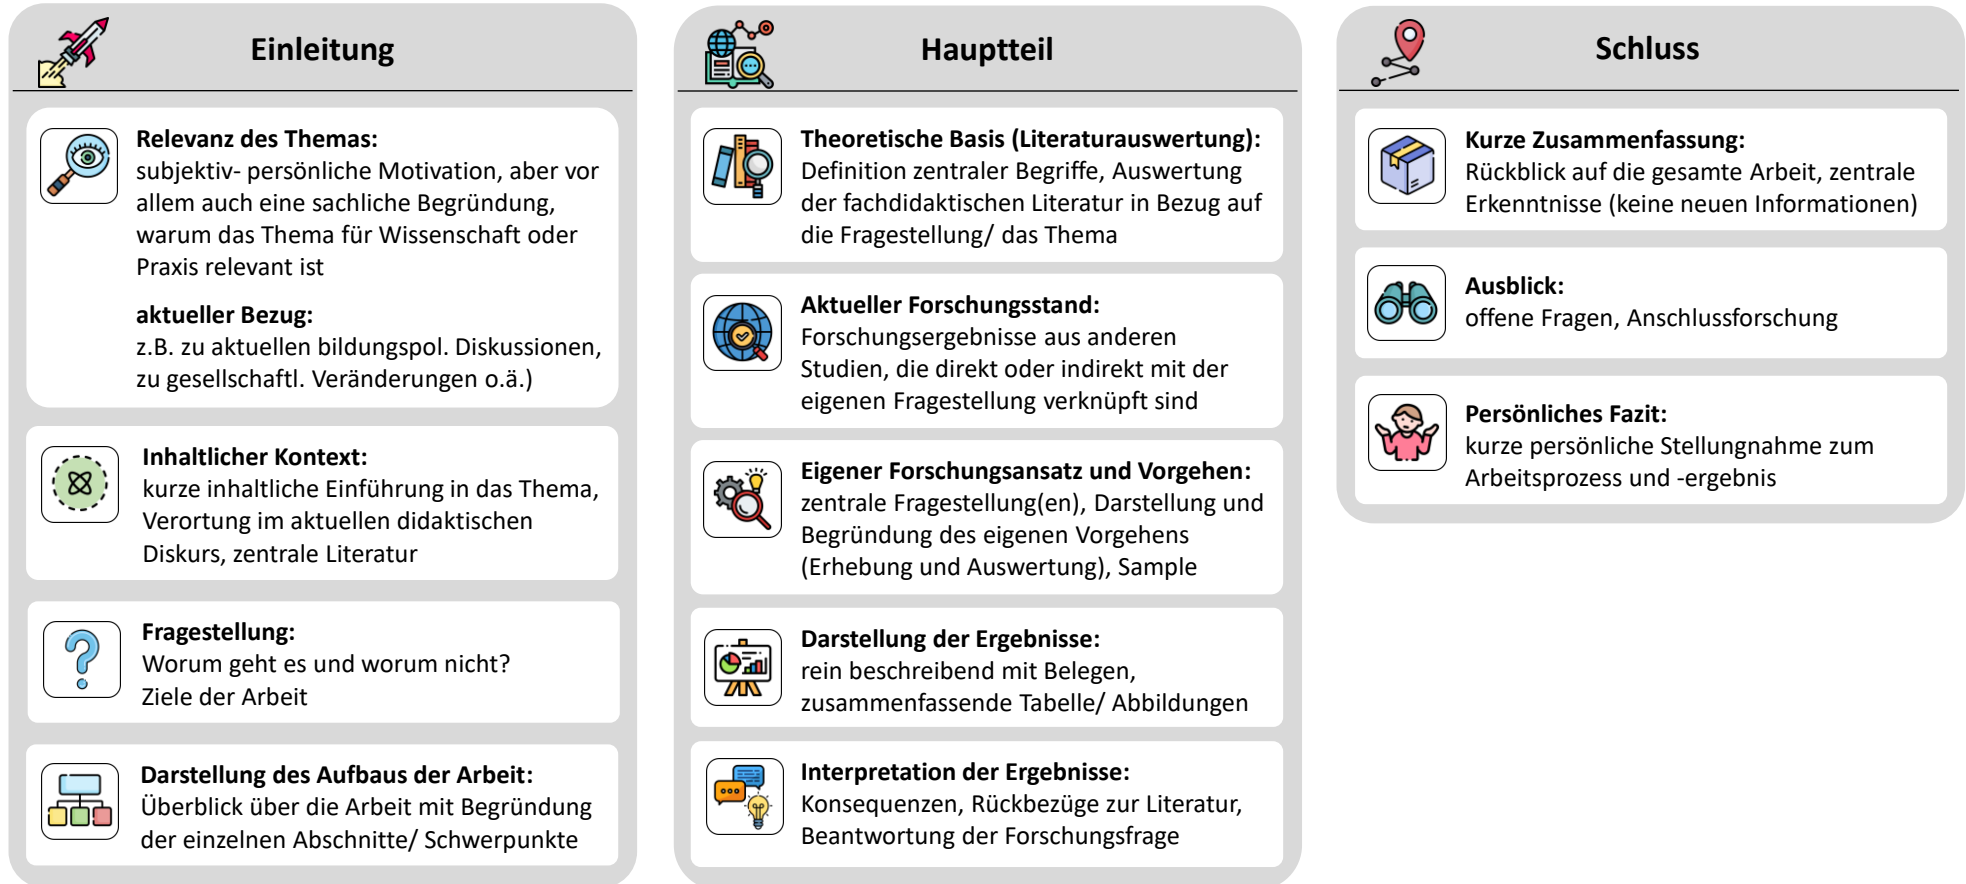 Einleitung
Relevanz des Themas:
subjektiv- persönliche Motivation, aber vor
allem auch eine sachliche Begründung,
warum das Thema für Wissenschaft oder
Praxis relevant ist
aktueller Bezug:
z.B. zu aktuellen bildungspol. Diskussionen,
zu gesellschaftl. Veränderungen o.ä.)
Inhaltlicher Kontext:
kurze inhaltliche Einführung in das Thema,
Verortung im aktuellen didaktischen
Diskurs, zentrale Literatur
Fragestellung:
Worum geht es und worum nicht?
Ziele der Arbeit
Darstellung des Aufbaus der Arbeit:
Überblick über die Arbeit mit Begründung
der einzelnen Abschnitte/ Schwerpunkte
Hauptteil
Theoretische Basis (Literaturauswertung):
Definition zentraler Begriffe, Auswertung
der fachdidaktischen Literatur in Bezug auf
die Fragestellung/ das Thema
Aktueller Forschungsstand:
Forschungsergebnisse aus anderen
Studien, die direkt oder indirekt mit der
eigenen Fragestellung verknüpft sind
Eigener Forschungsansatz und Vorgehen:
zentrale Fragestellung(en), Darstellung und
Begründung des eigenen Vorgehens
(Erhebung und Auswertung), Sample
Darstellung der Ergebnisse:
rein beschreibend mit Belegen,
zusammenfassende Tabelle/ Abbildungen
Interpretation der Ergebnisse:
Konsequenzen, Rückbezüge zur Literatur,
Beantwortung der Forschungsfrage
Schluss
Kurze Zusammenfassung:
Rückblick auf die gesamte Arbeit, zentrale
Erkenntnisse (keine neuen Informationen)
Ausblick:
offene Fragen, Anschlussforschung
Persönliches Fazit:
kurze persönliche Stellungnahme zum
Arbeitsprozess und -ergebnis